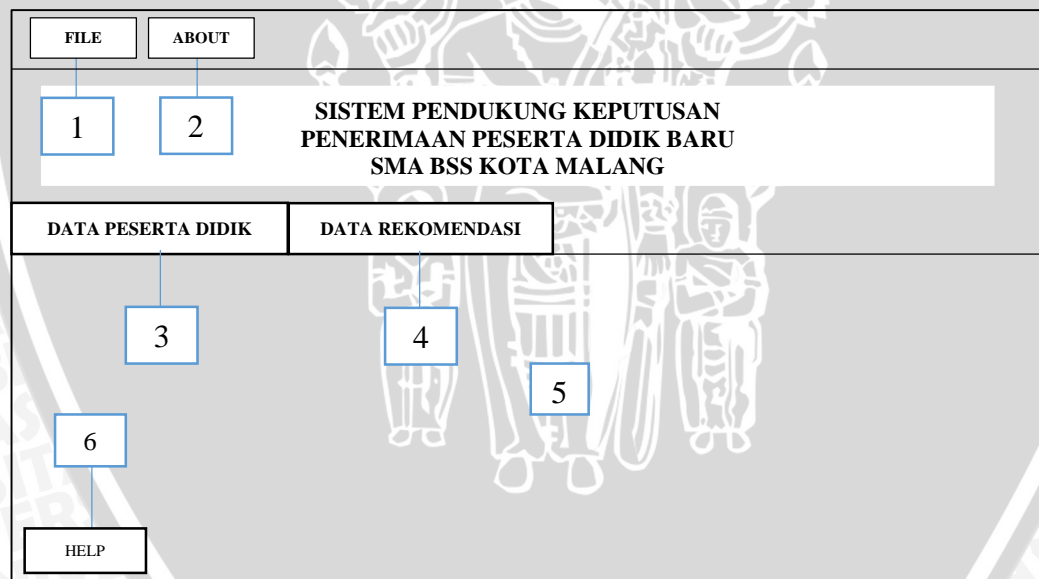 FILE
ABOUT
1
2
SISTEM PENDUKUNG KEPUTUSAN
PENERIMAAN PESERTA DIDIK BARU
SMA BSS KOTA MALANG
DATA PESERTA DIDIK
DATA REKOMENDASI
3
4
5
6
HELP